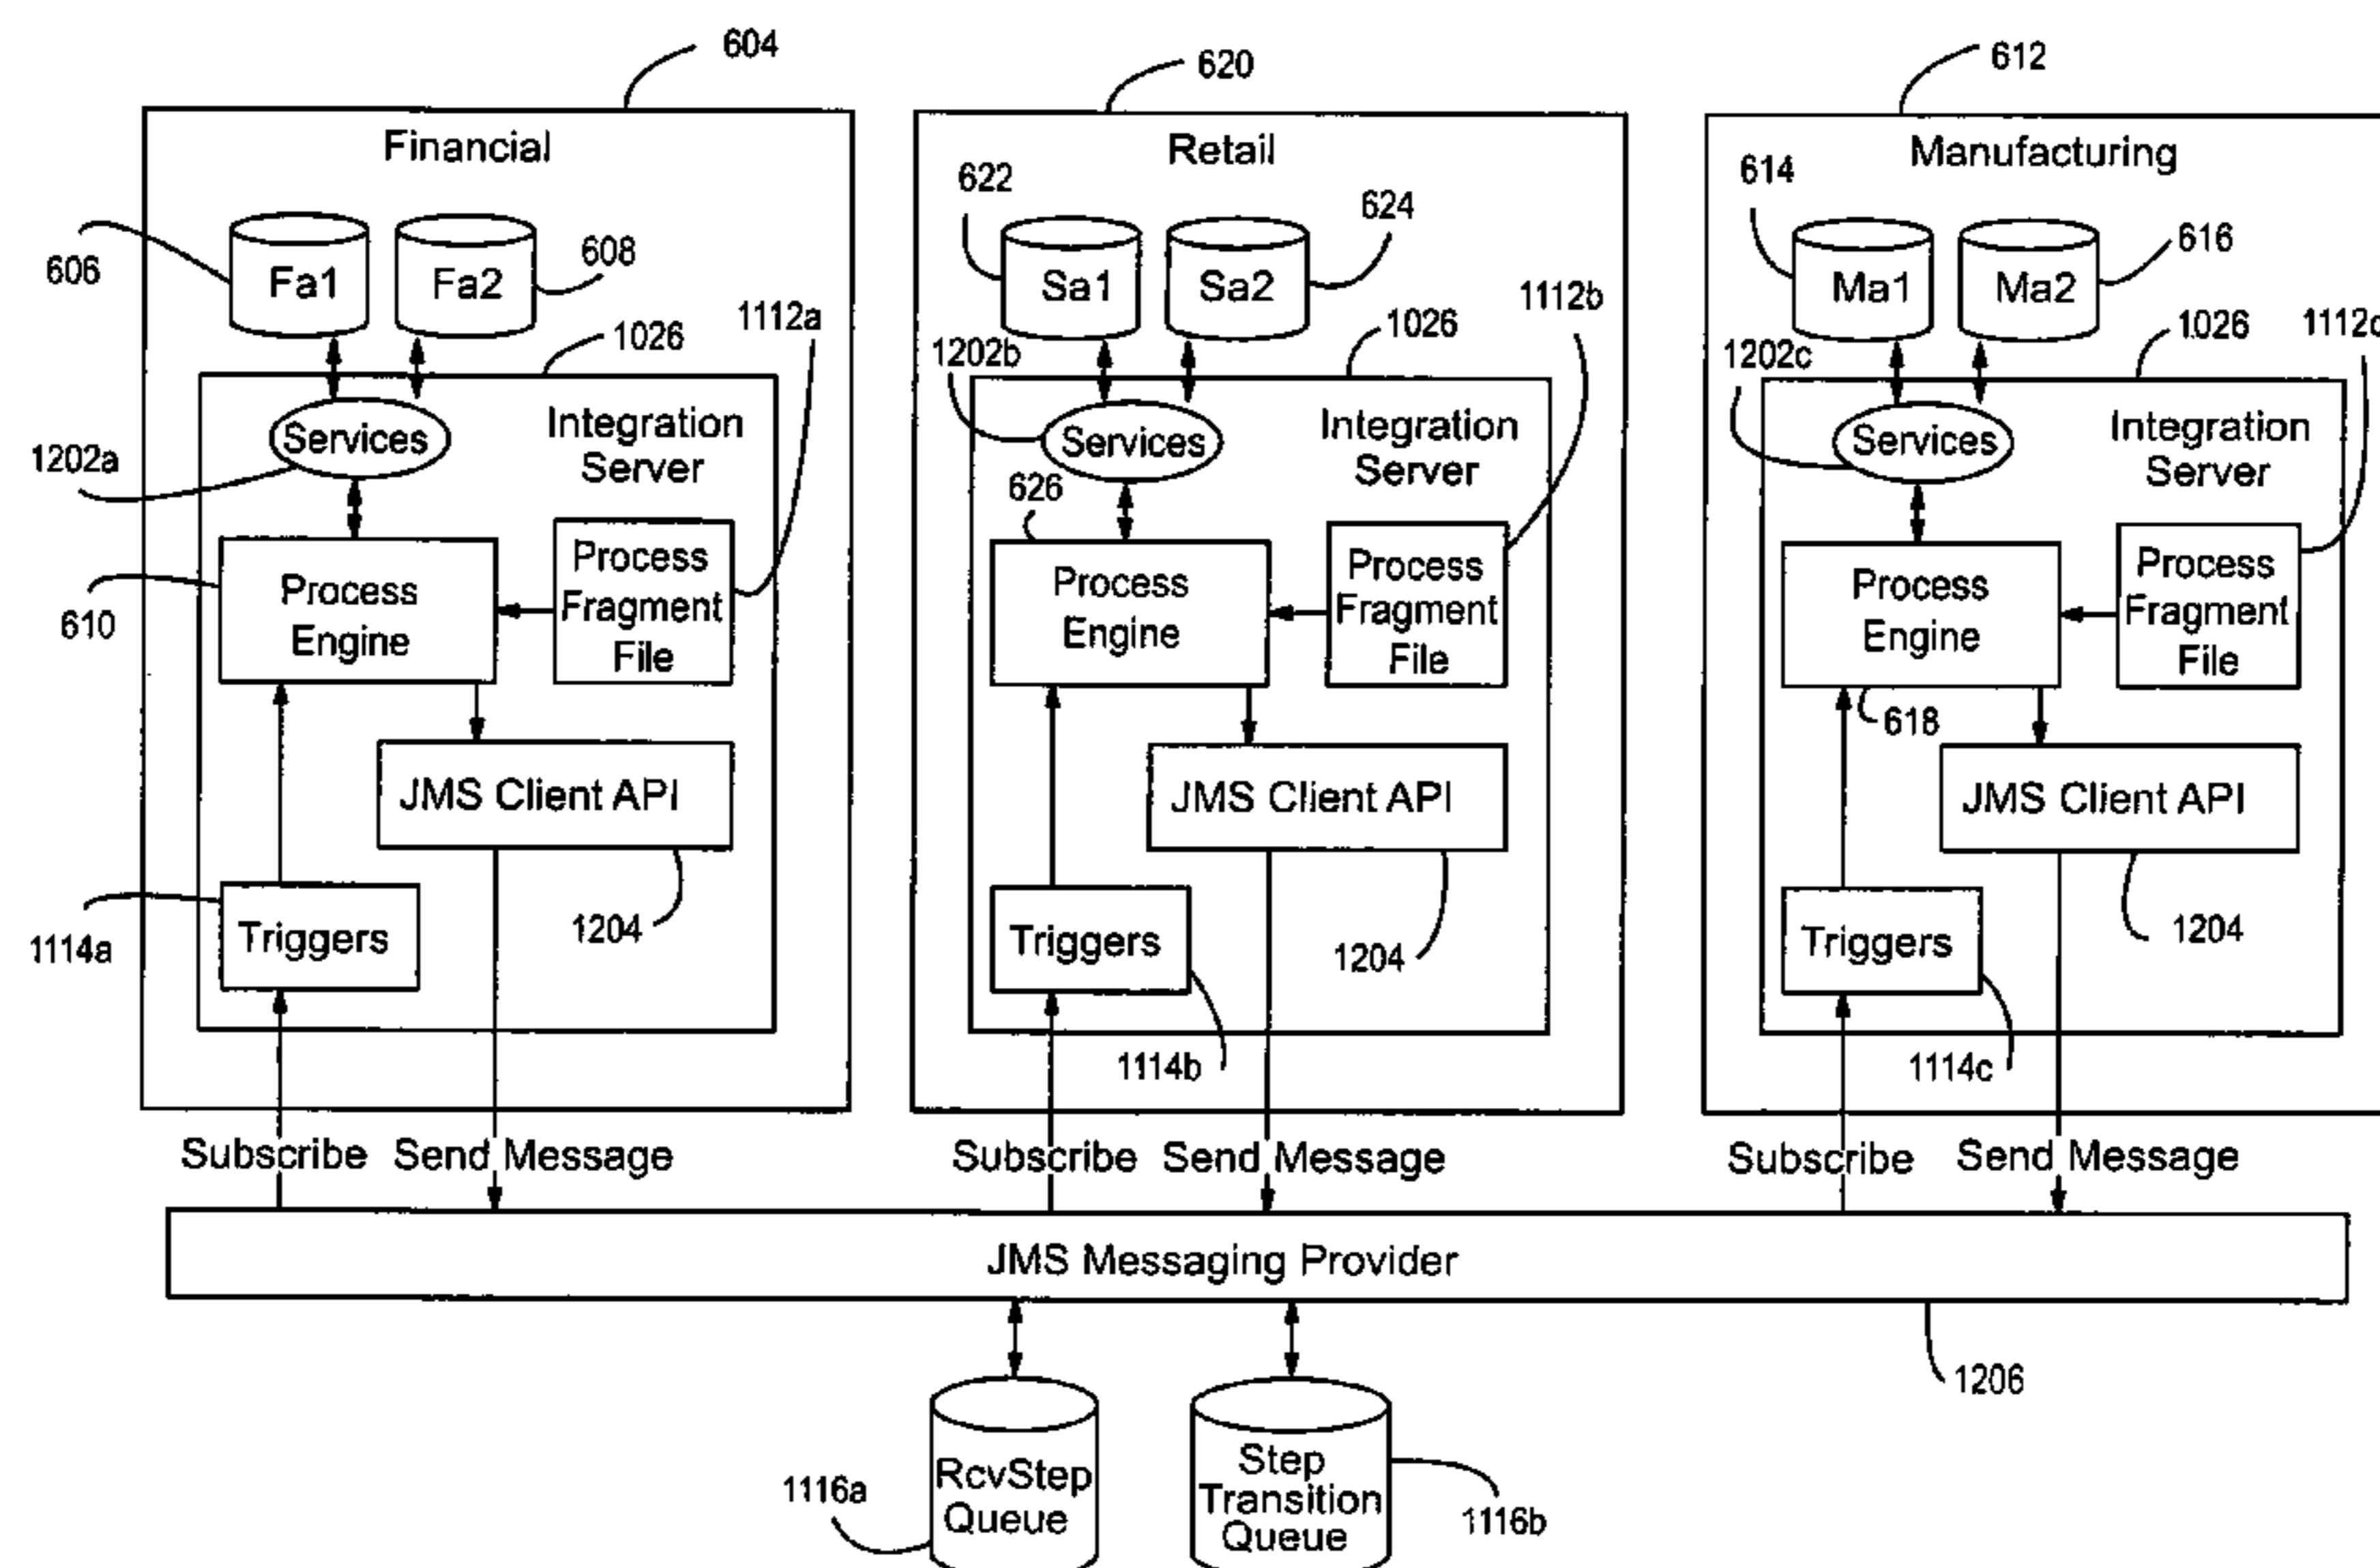 604
620
612
Financial
Retail
Manufacturing
606
Fa1
Fa2
608
622
Sa1
Sa2
624
614
Ma1
Ma2
616
1112a
1026
1202b
1026
1112b
1202c
1026
1202a
Services
Integration
Server
Services
Integration
Server
Services
Integration
Server
610
Process
Engine
Process
Fragment
File
626
Process
Engine
Process
Fragment
File
Process
Engine
618
Process
Fragment
File
JMS Client API
JMS Client API
JMS Client API
1114a
Triggers
1204
Triggers
1204
Triggers
1204
1114b
1114c
Subscribe
Send Message
Subscribe
Send Message
Subscribe
Send Message
JMS Messaging Provider
1206
1116a
RcvStep
Queue
Step
Transition
Queue
1116b